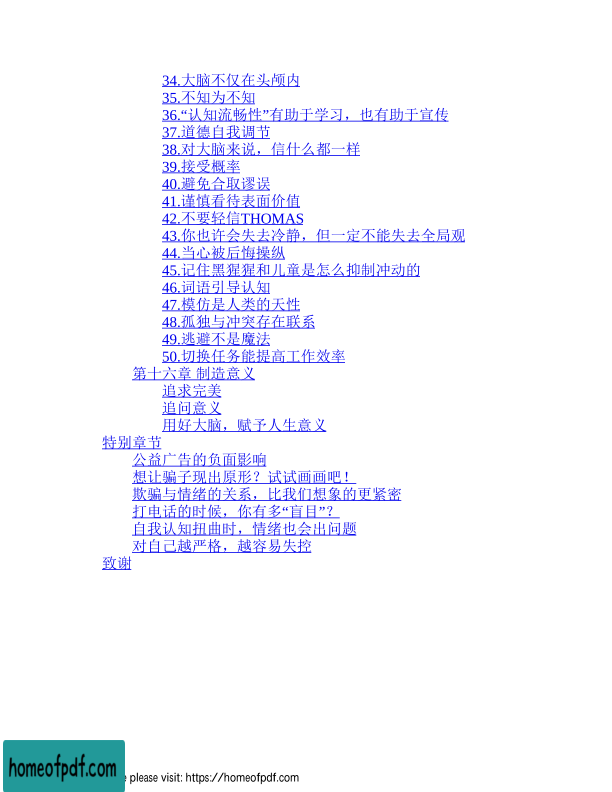 34.大脑不仅在头颅内
35.不知为不知
36.“认知流畅性”有助于学习，也有助于宣传
37.道德自我调节
38.对大脑来说，信什么都一样
39.接受概率
40.避免合取谬误
41.谨慎看待表面价值
42.不要轻信THOMAS
43.你也许会失去冷静，但一定不能失去全局观
44.当心被后悔操纵
45.记住黑猩猩和儿童是怎么抑制冲动的
46.词语引导认知
47.模仿是人类的天性
48.孤独与冲突存在联系
49.逃避不是魔法
50.切换任务能提高工作效率
第十六章 制造意义
追求完美
追问意义
用好大脑，赋予人生意义
特别章节
公益广告的负面影响
想让骗子现出原形？试试画画吧！
欺骗与情绪的关系，比我们想象的更紧密
打电话的时候，你有多“盲目”？
自我认知扭曲时，情绪也会出问题
对自己越严格，越容易失控
致谢
homeofpdf.com
e please visit: https://homeofpdf.com